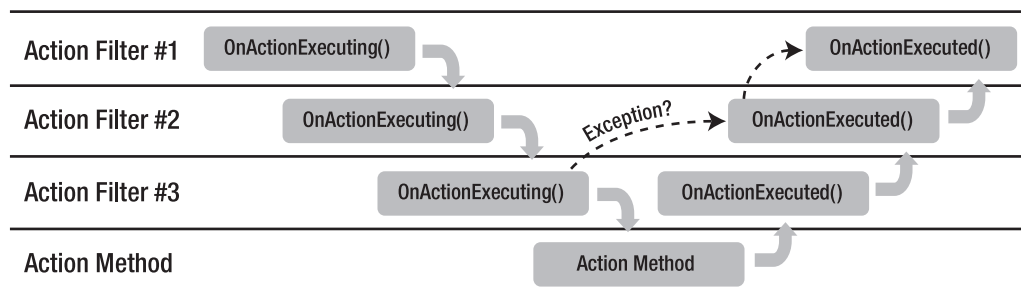 Action Filter #1 OnActionExecuting() OnActionExecuted()
Action Filter #2 OnActionExecuting() Exception? OnActionExecuted()
Action Filter #3 OnActionExecuting() OnActionExecuted()
Action Method Action Method